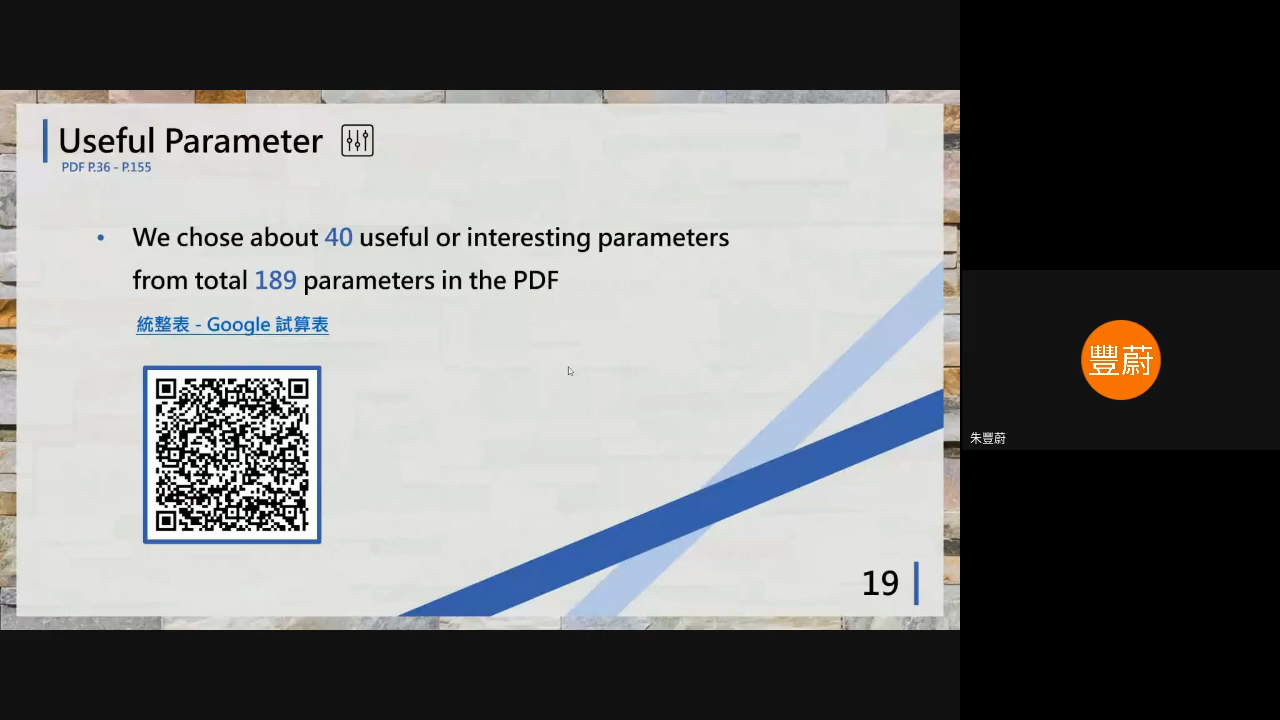 Useful Parameter
PDF P.36 - P.155
• We chose about 40 useful or interesting parameters
from total 189 parameters in the PDF
統整表 - Google 試算表
19
豐蔚
朱豐蔚